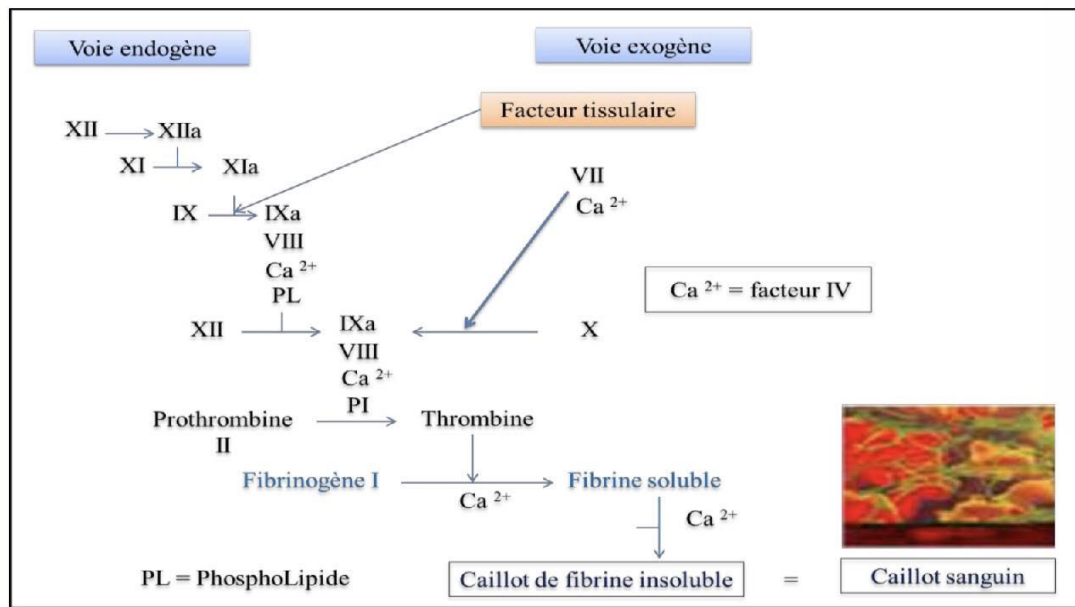 Voie endogène
Voie exogène
Facteur tissulaire
XII XIIa
XI XIa
VII
Ca 2+
IX IXa
VIII
Ca 2+
PL
Ca 2+ = facteur IV
XII IXa X
VIII
Ca 2+
PI
Prothrombine Thrombine
II
Fibrinogène I Fibrine soluble
Ca 2+
Ca 2+
PL = PhosphoLipide
Caillot de fibrine insoluble = Caillot sanguin